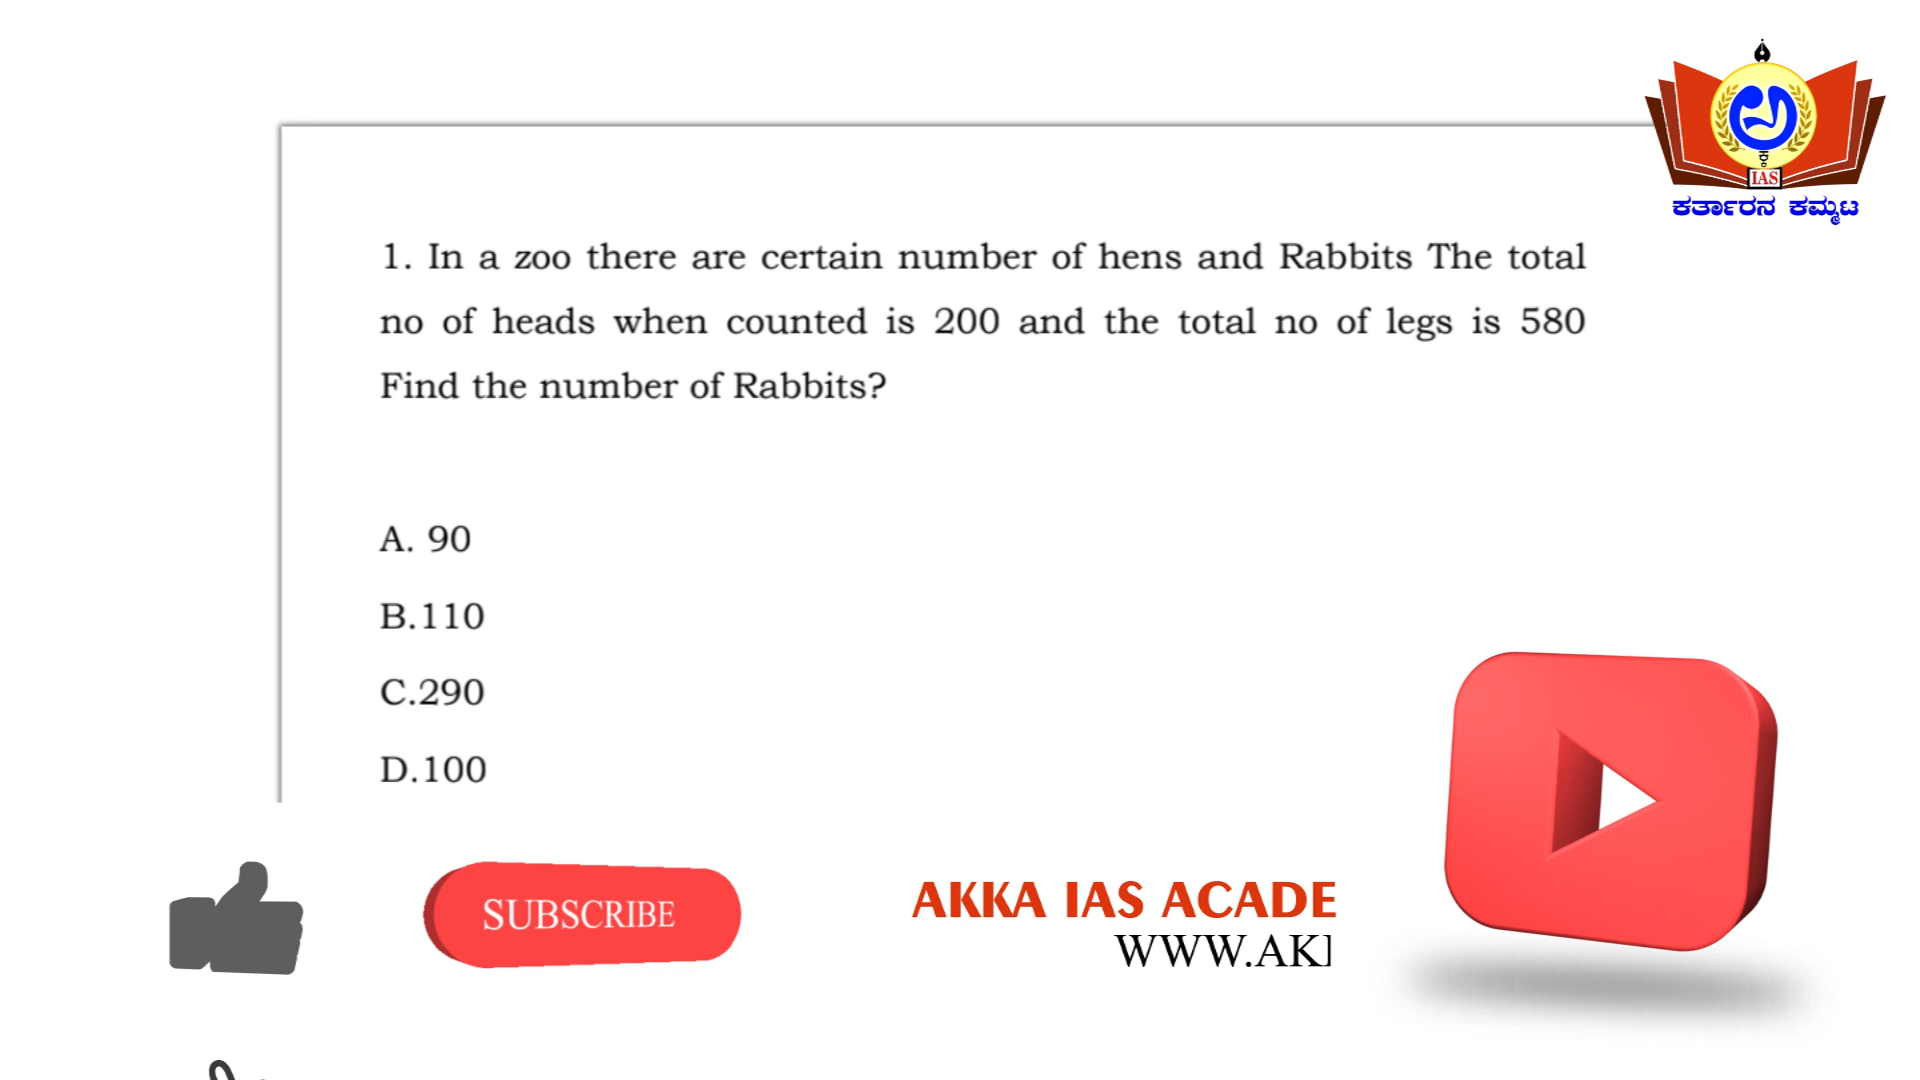 IAS
ಕರ್ತಾರನ ಕಮ್ಮಟ
1. In a zoo there are certain number of hens and Rabbits The total
no of heads when counted is 200 and the total no of legs is 580
Find the number of Rabbits?
A. 90
B.110
C.290
D.100
SUBSCRIBE
AKKA IAS ACADE
WWW.AK